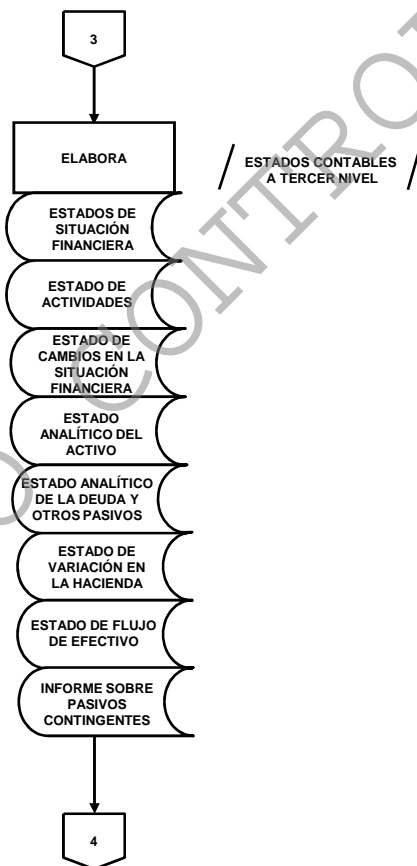 3
ELABORA
/ ESTADOS CONTABLES /
A TERCER NIVEL
ESTADOS DE
SITUACIÓN
FINANCIERA
ESTADO DE
ACTIVIDADES
ESTADO DE
CAMBIOS EN LA
SITUACIÓN
FINANCIERA
ESTADO
ANALÍTICO DEL
ACTIVO
ESTADO ANALÍTICO
DE LA DEUDA Y
OTROS PASIVOS
ESTADO DE
VARIACIÓN EN
LA HACIENDA
ESTADO DE FLUJO
DE EFECTIVO
INFORME SOBRE
PASIVOS
CONTINGENTES
4